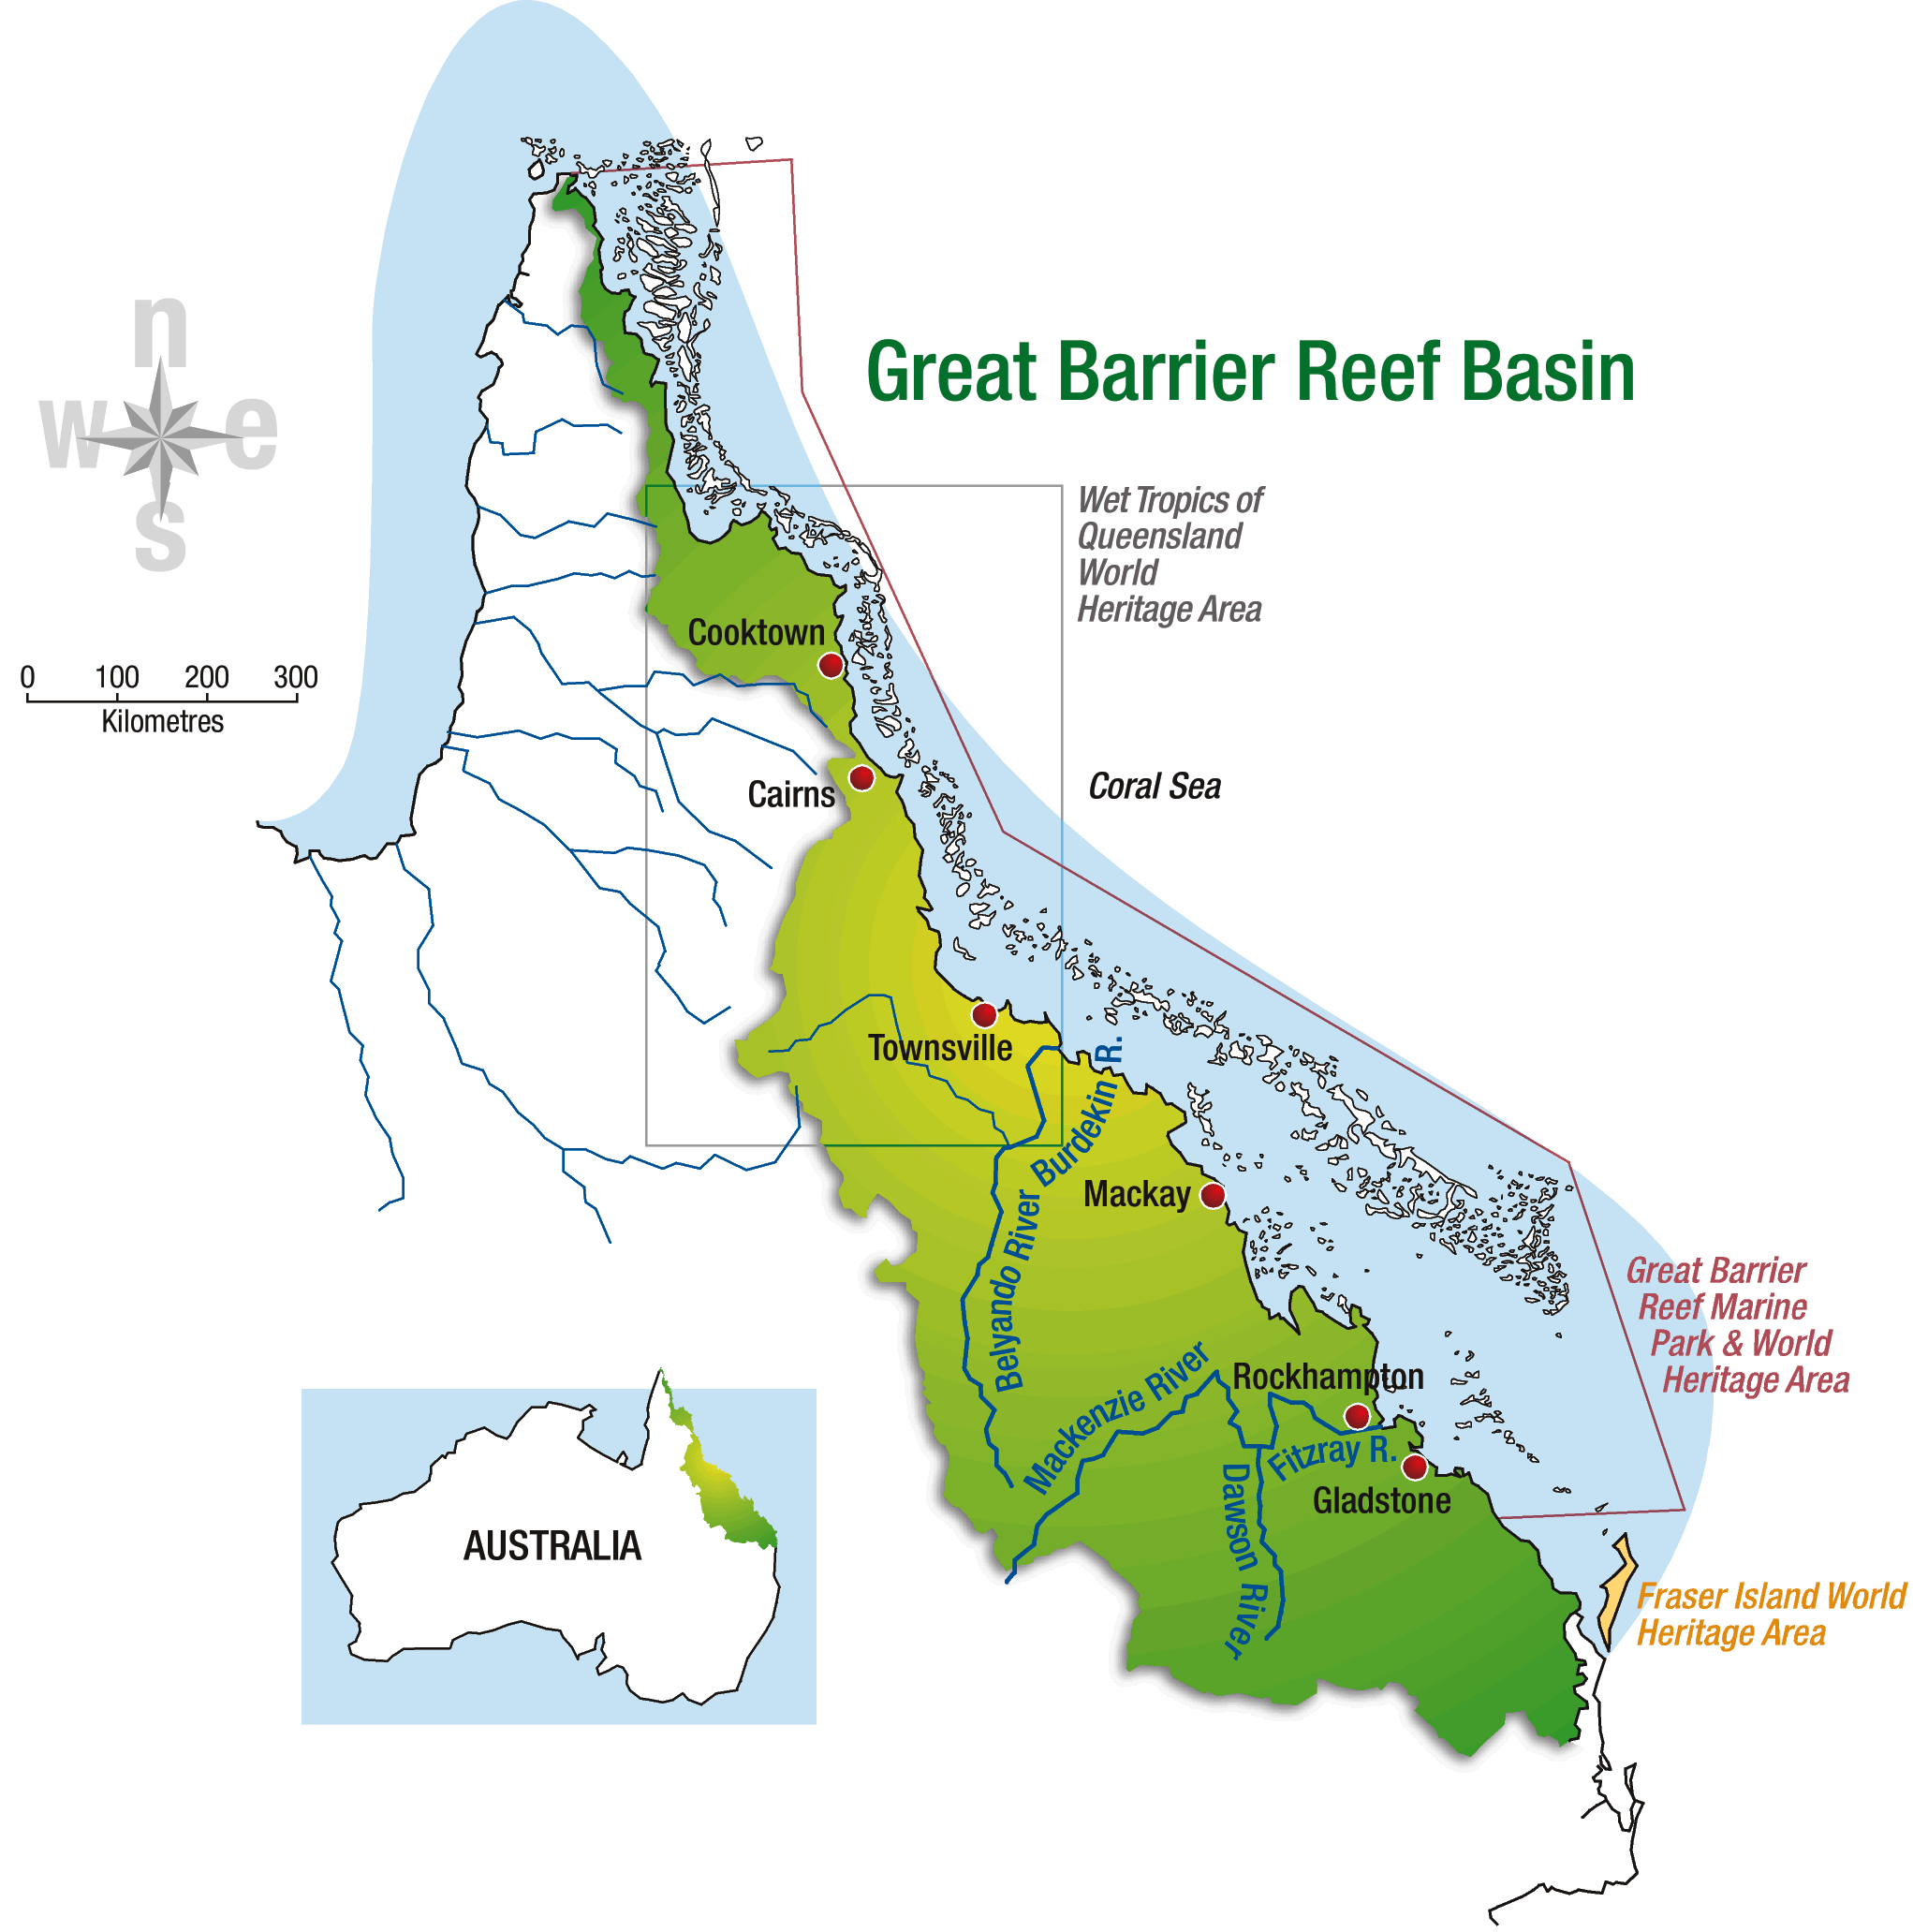 n
w e
s
Great Barrier Reef Basin
Wet Tropics of
Queensland
World
Heritage Area
Cooktown
0 100 200 300
Kilometres
Cairns
Coral Sea
Townsville
Burdekin R.
Mackay
Belyando River
Great Barrier
Reef Marine
Park & World
Heritage Area
Mackenzie River
Rockhampton
Fitzray R.
Dawson River
Gladstone
AUSTRALIA
Fraser Island World
Heritage Area